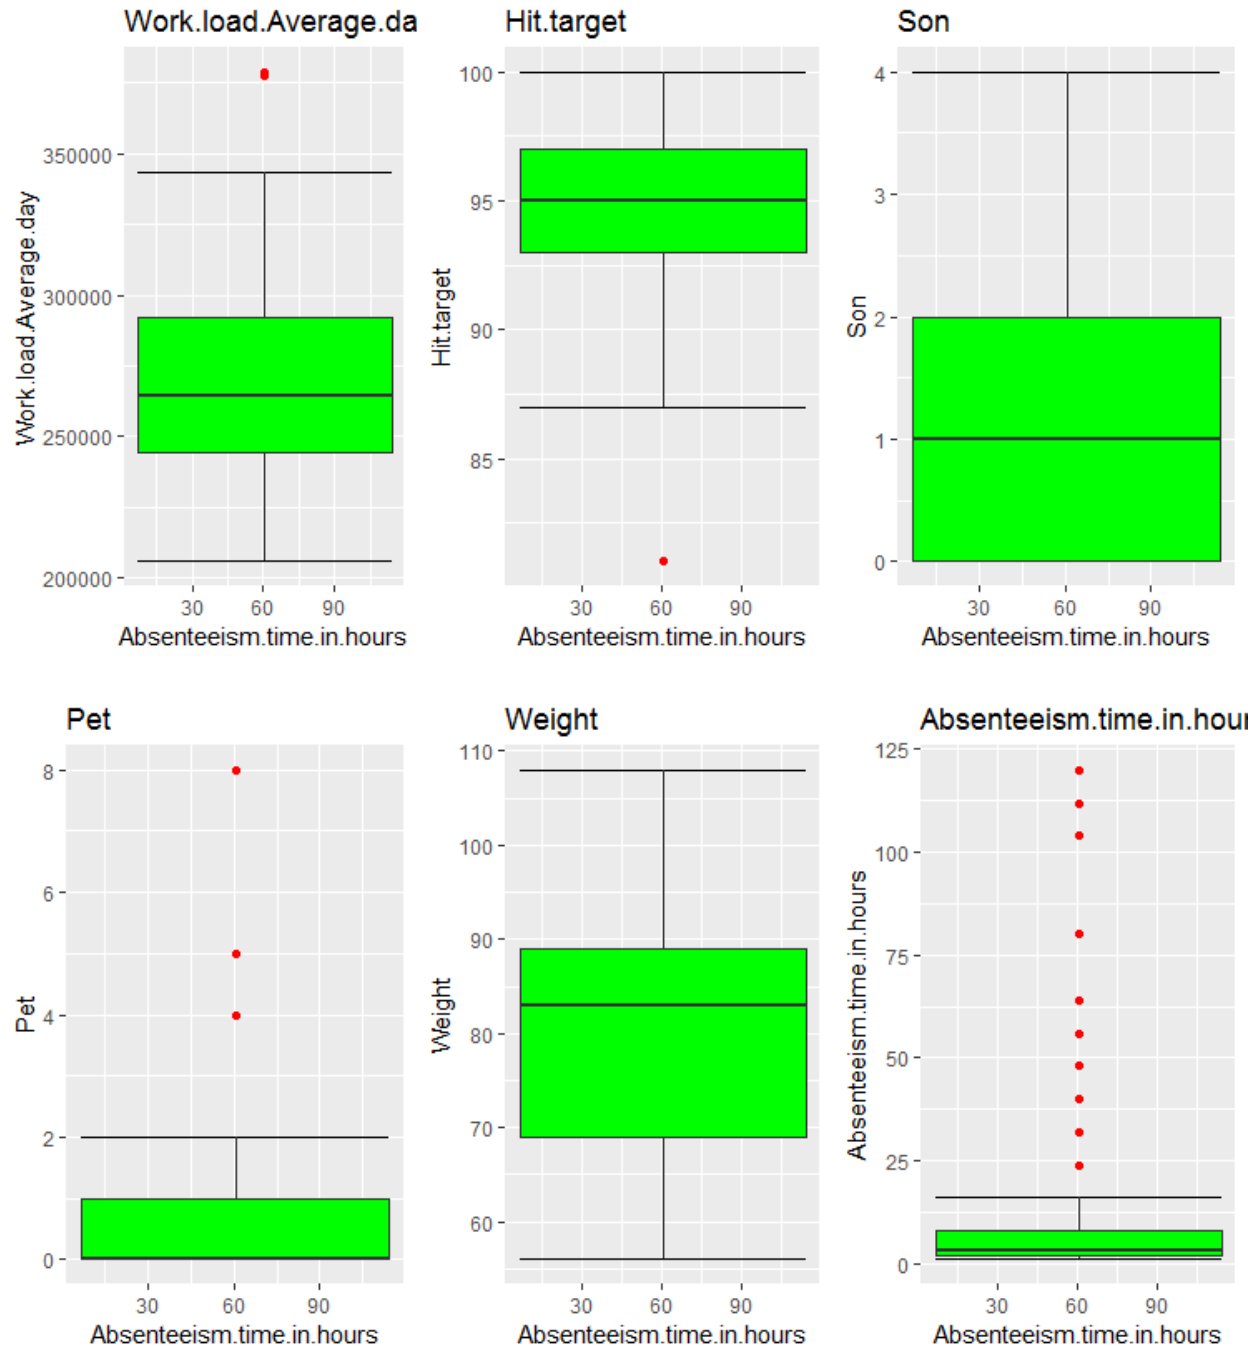 Work.load.Average.da
Hit.target
Son
Work.load.Average.day
350000
300000
250000
200000
30 60 90
Absenteeism.time.in.hours
Hit.target
100
95
90
85
30 60 90
Absenteeism.time.in.hours
Son
4
3
2
1
0
30 60 90
Absenteeism.time.in.hours
Pet
Weight
Absenteeism.time.in.hour
Pet
8
6
4
2
0
30 60 90
Absenteeism.time.in.hours
Weight
110
100
90
80
70
60
30 60 90
Absenteeism.time.in.hours
Absenteeism.time.in.hours
125
100
75
50
25
0
30 60 90
Absenteeism.time.in.hours